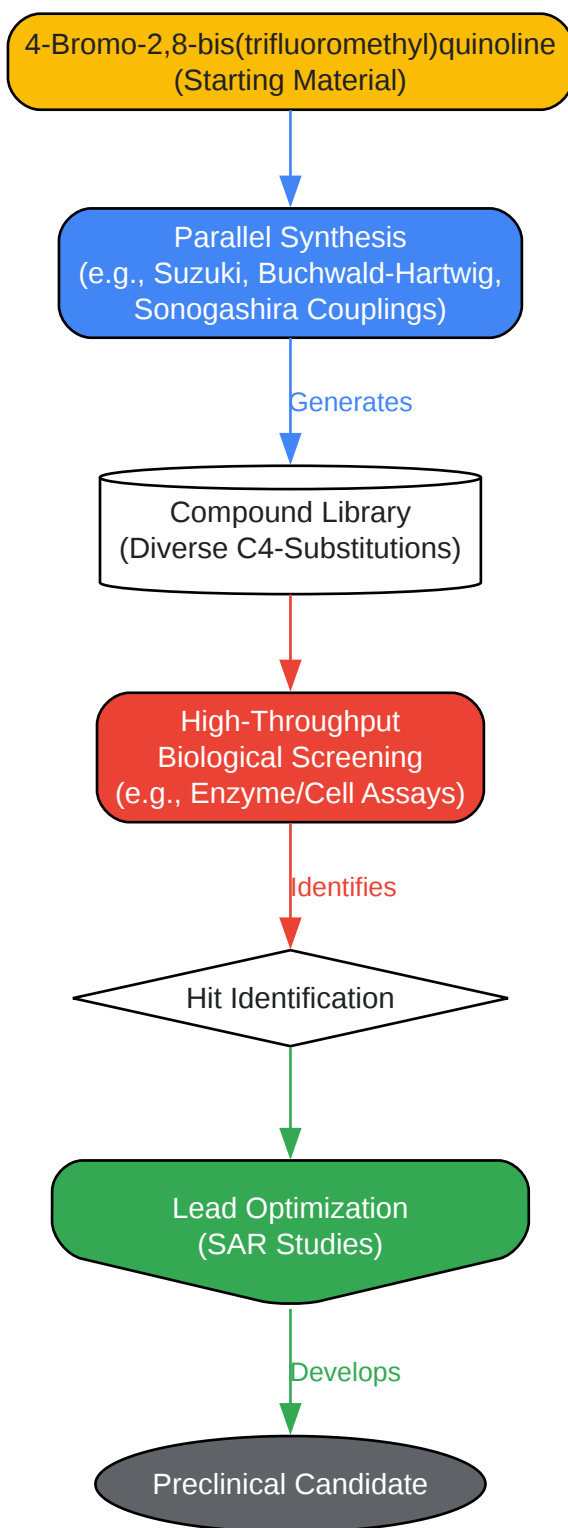 4-Bromo-2,8-bis(trifluoromethyl)quinoline
(Starting Material)
Parallel Synthesis
(e.g., Suzuki, Buchwald-Hartwig,
Sonogashira Couplings)
Generates
Compound Library
(Diverse C4-Substitutions)
High-Throughput
Biological Screening
(e.g., Enzyme/Cell Assays)
Identifies
Hit Identification
Lead Optimization
(SAR Studies)
Develops
Preclinical Candidate